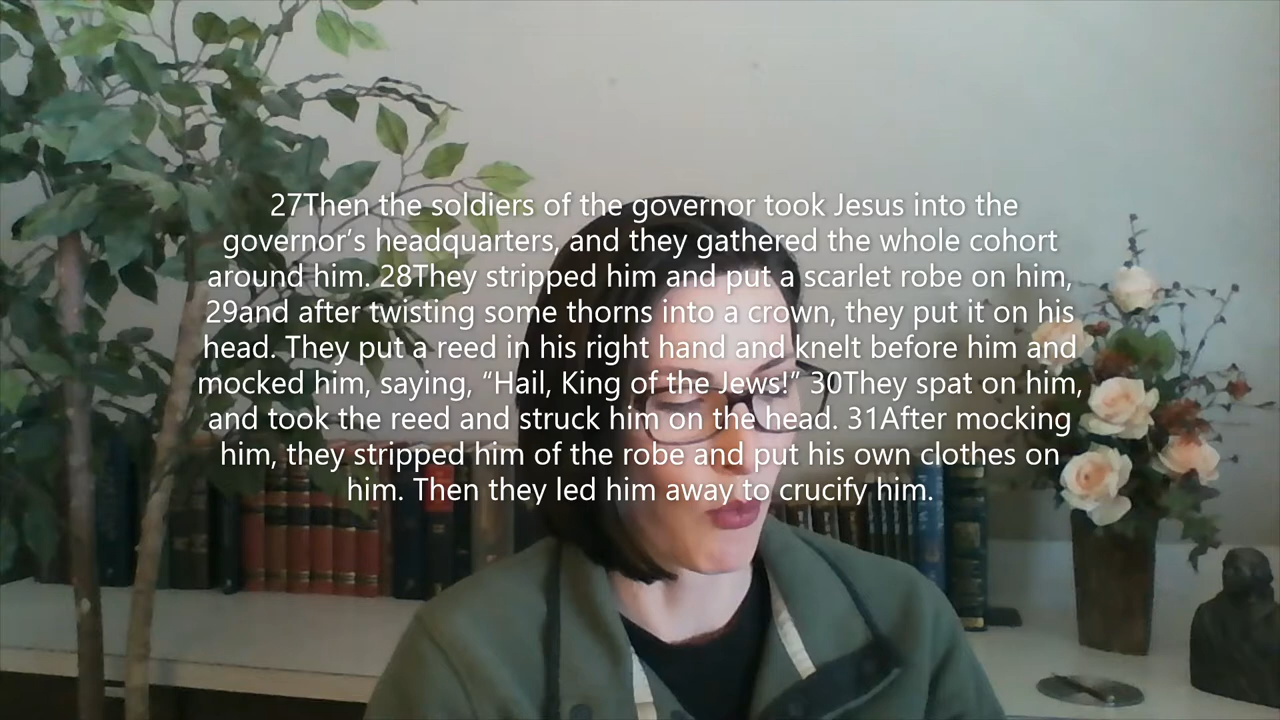 27Then the soldiers of the governor took Jesus into the
governor’s headquarters, and they gathered the whole cohort
around him. 28They stripped him and put a scarlet robe on him,
29and after twisting some thorns into a crown, they put it on his
head. They put a reed in his right hand and knelt before him and
mocked him, saying, “Hail, King of the Jews!” 30They spat on him,
and took the reed and struck him on the head. 31After mocking
him, they stripped him of the robe and put his own clothes on
him. Then they led him away to crucify him.